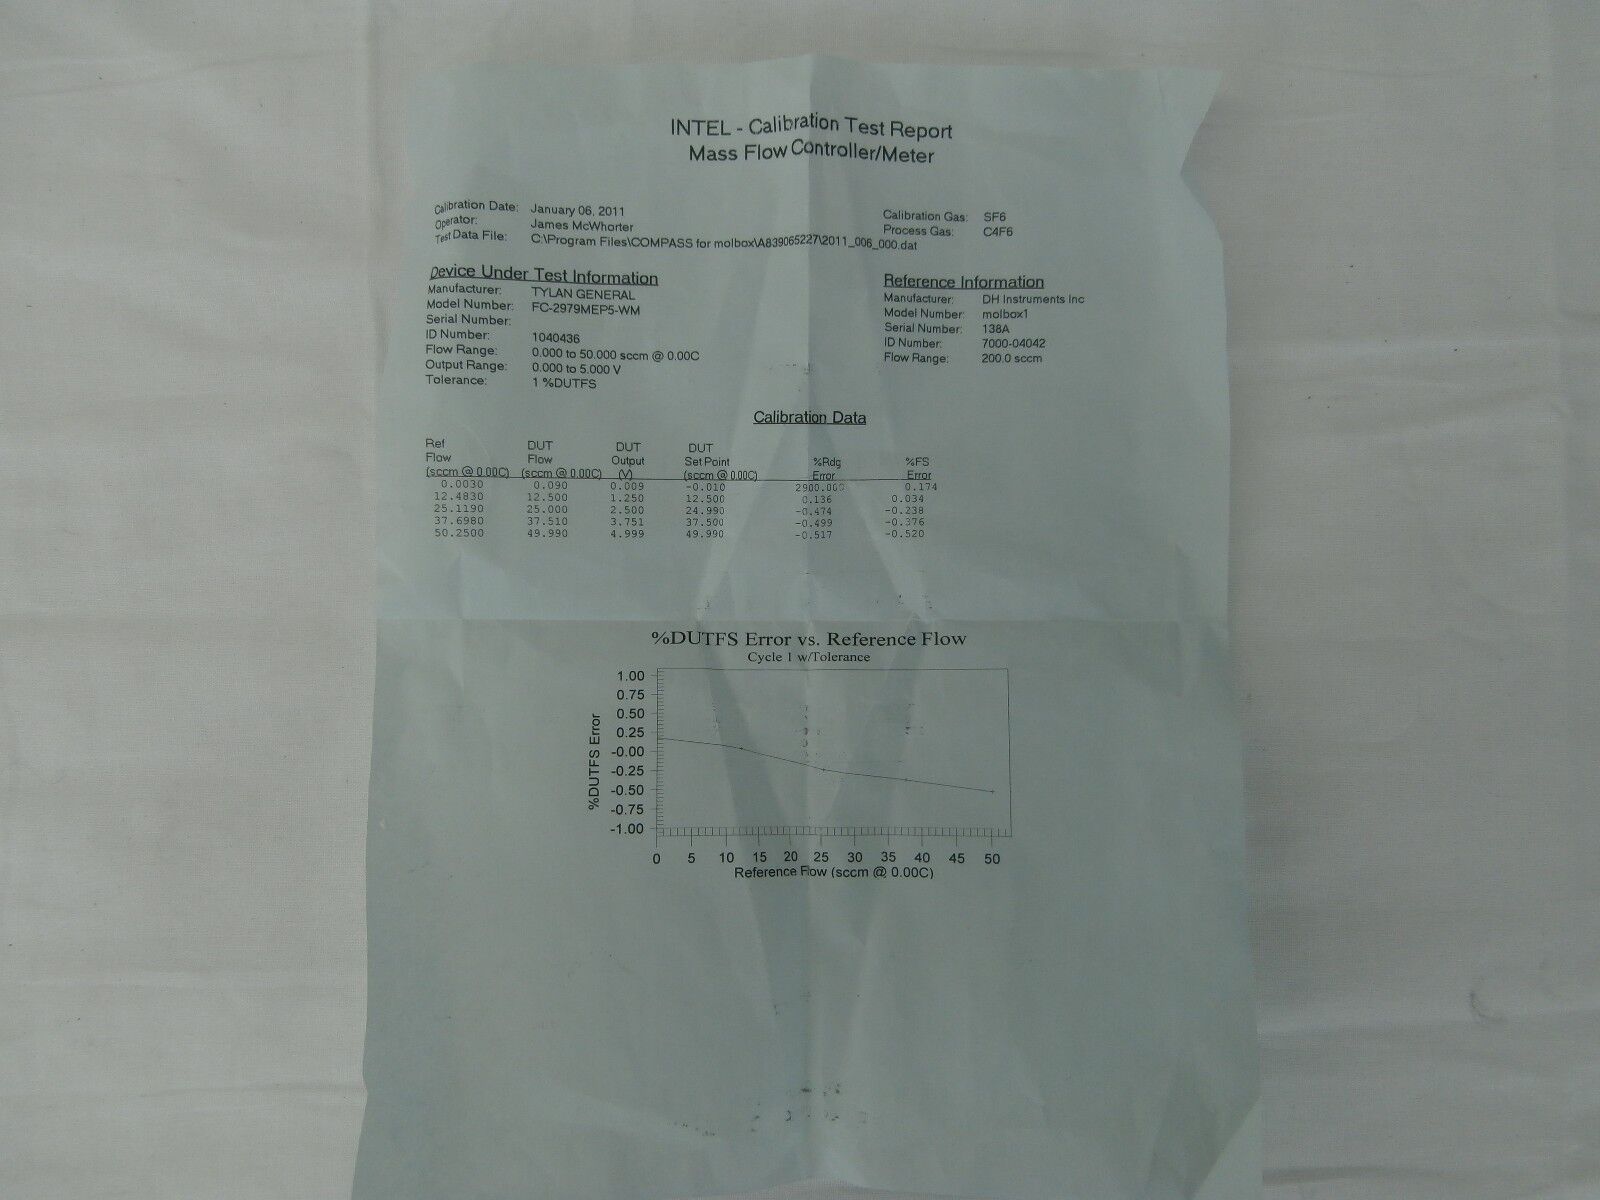 INTEL - Calibration Test Report
Mass Flow Controller/Meter
Calibration Date: January 06, 2011
Operator: James McWhorter
Test Data File: C:\Program Files\COMPASS for molbox\A839065227\2011_006_000.dat
Calibration Gas: SF6
Process Gas: C4F6
Device Under Test Information
Manufacturer: TYLAN GENERAL
Model Number: FC-2979MEP5-WM
Serial Number:
ID Number: 1040436
Flow Range: 0.000 to 50.000 sccm @ 0.00C
Output Range: 0.000 to 5.000 V
Tolerance: 1 %DUTFS
Reference Information
Manufacturer: DH Instruments Inc
Model Number: molbox1
Serial Number: 138A
ID Number: 7000-04042
Flow Range: 200.0 sccm
Calibration Data
Ref DUT DUT DUT
Flow Flow Output Set Point %Rdg %FS
(sccm @ 0.00C) (sccm @ 0.00C) (V) (sccm @ 0.00C) Error Error
0.0030 0.090 0.009 -0.010 2900.000 0.174
12.4830 12.500 1.250 12.500 0.136 0.034
25.1190 25.000 2.500 24.990 -0.474 -0.238
37.6980 37.510 3.751 37.500 -0.499 -0.376
50.2500 49.990 4.999 49.990 -0.517 -0.520
%DUTFS Error vs. Reference Flow
Cycle 1 w/Tolerance
1.00
0.75
0.50
0.25
-0.00
-0.25
-0.50
-0.75
-1.00
%DUTFS Error
0 5 10 15 20 25 30 35 40 45 50
Reference Flow (sccm @ 0.00C)